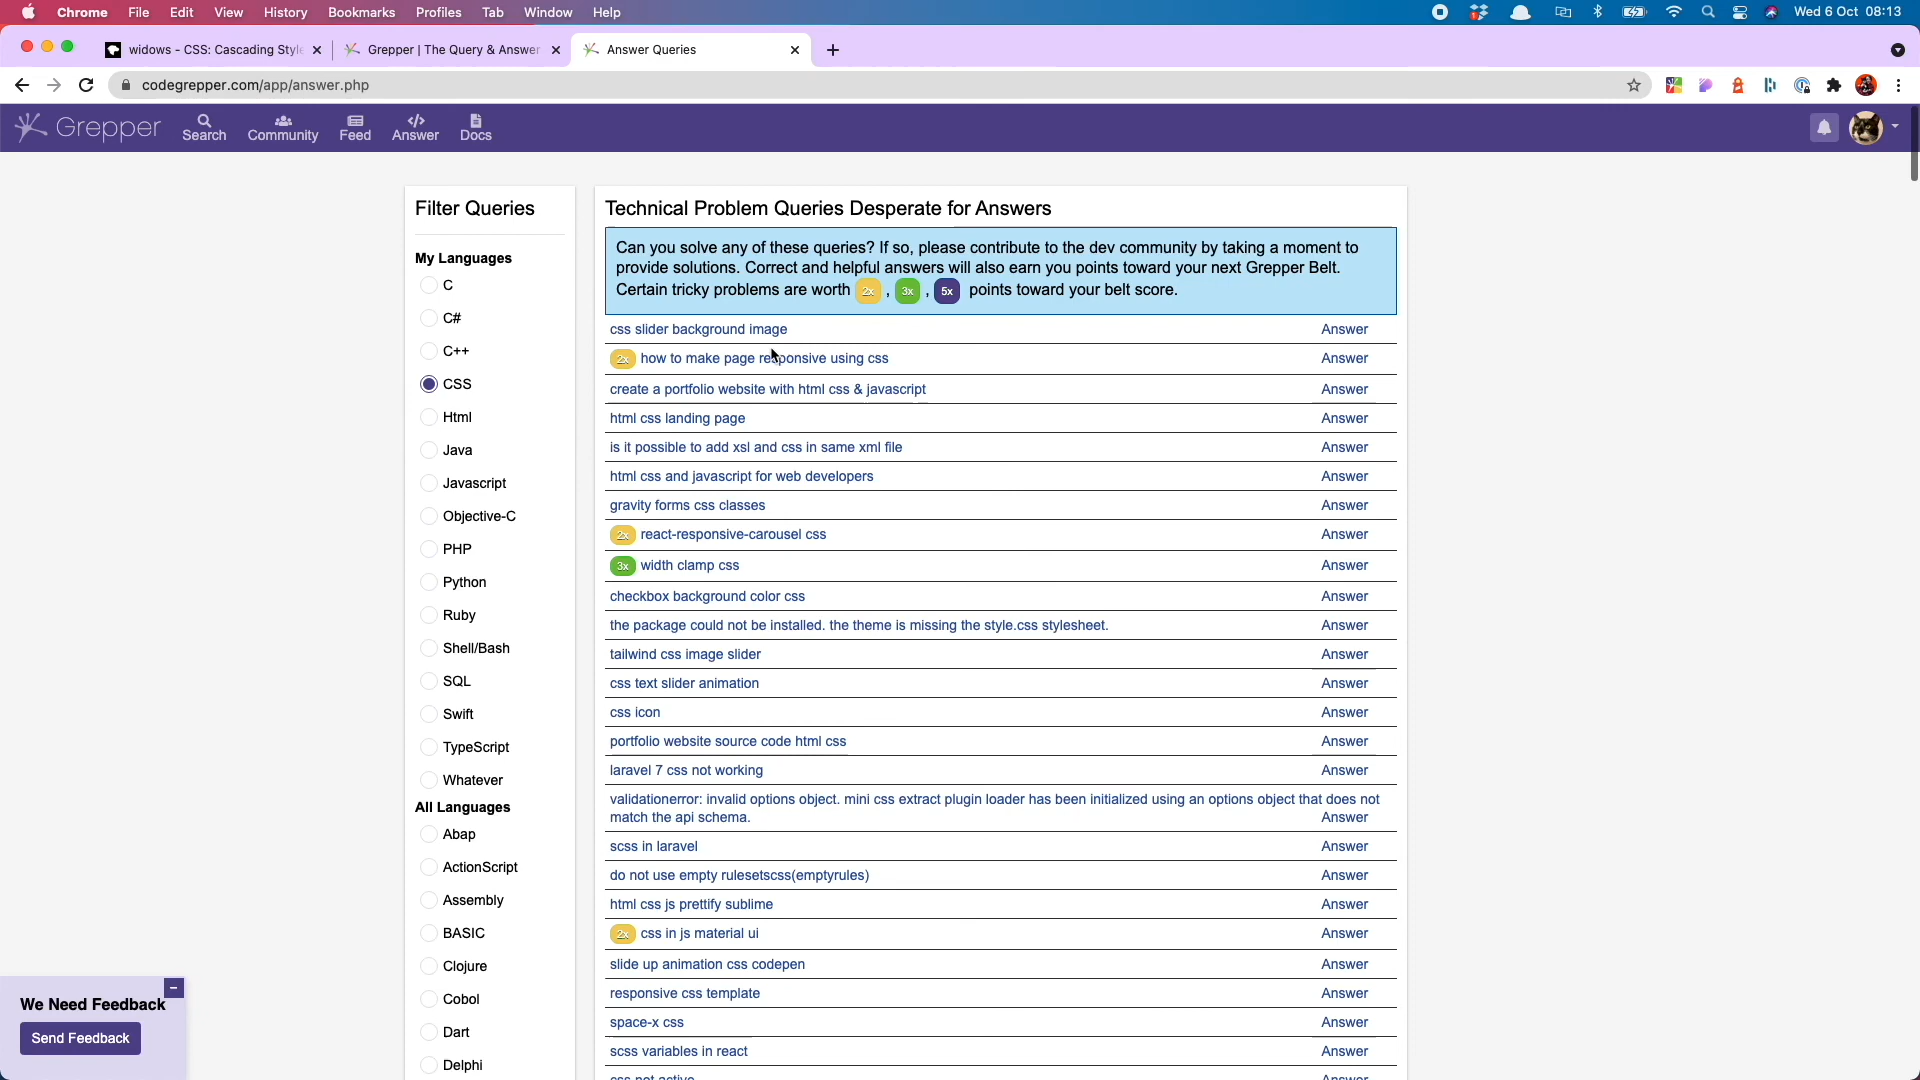 Chrome File Edit View History Bookmarks Profiles Tab Window Help Wed 6 Oct 08:13
widows - CSS: Cascading Style Grepper | The Query & Answer Answer Queries
codegrepper.com/app/answer.php
Grepper Search Community Feed Answer Docs
Filter Queries
My Languages
C
C#
C++
CSS
Html
Java
Javascript
Objective-C
PHP
Python
Ruby
Shell/Bash
SQL
Swift
TypeScript
Whatever
All Languages
Abap
ActionScript
Assembly
BASIC
Clojure
Cobol
Dart
Delphi
Technical Problem Queries Desperate for Answers
Can you solve any of these queries? If so, please contribute to the dev community by taking a moment to
provide solutions. Correct and helpful answers will also earn you points toward your next Grepper Belt.
Certain tricky problems are worth 2x , 3x , 5x points toward your belt score.
css slider background image Answer
2x how to make page responsive using css Answer
create a portfolio website with html css & javascript Answer
html css landing page Answer
is it possible to add xsl and css in same xml file Answer
html css and javascript for web developers Answer
gravity forms css classes Answer
2x react-responsive-carousel css Answer
3x width clamp css Answer
checkbox background color css Answer
the package could not be installed. the theme is missing the style.css stylesheet. Answer
tailwind css image slider Answer
css text slider animation Answer
css icon Answer
portfolio website source code html css Answer
laravel 7 css not working Answer
validationerror: invalid options object. mini css extract plugin loader has been initialized using an options object that does not
match the api schema. Answer
scss in laravel Answer
do not use empty rulesetscss(emptyrules) Answer
html css js prettify sublime Answer
2x css in js material ui Answer
slide up animation css codepen Answer
responsive css template Answer
space-x css Answer
scss variables in react Answer
css not active Answer
We Need Feedback
Send Feedback